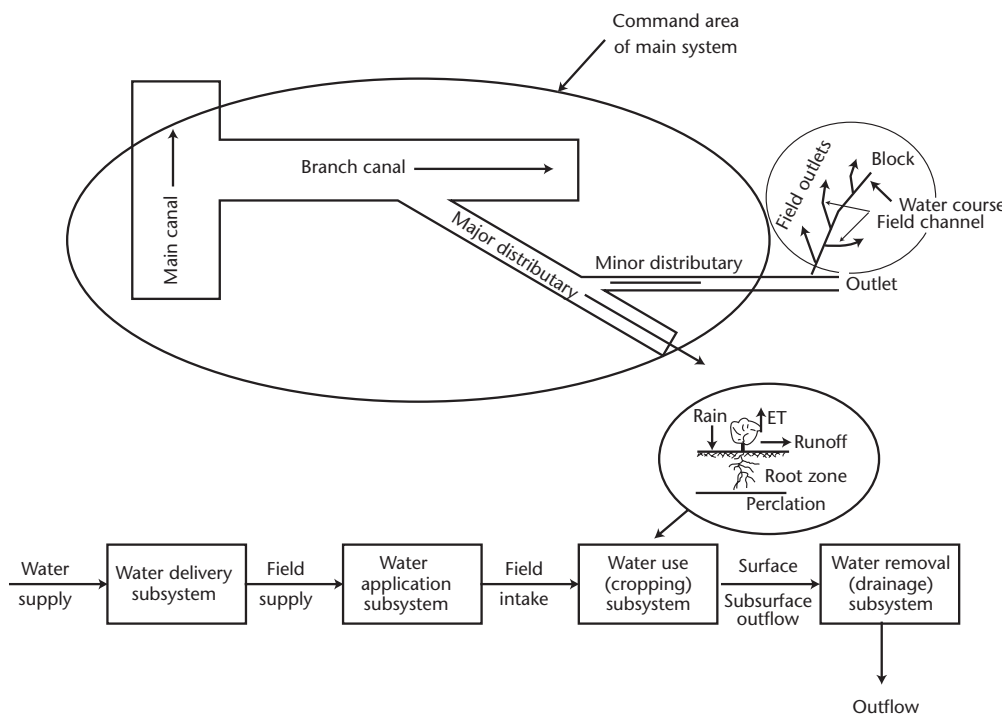 Command area
of main system
Branch canal
Main canal
Major distributary
Minor distributary
Field outlets
Block
Water course
Field channel
Outlet
Rain
ET
Runoff
Root zone
Perclation
Water
supply
Water delivery
subsystem
Field
supply
Water
application
subsystem
Field
intake
Water use
(cropping)
subsystem
Surface
Subsurface
outflow
Water removal
(drainage)
subsystem
Outflow